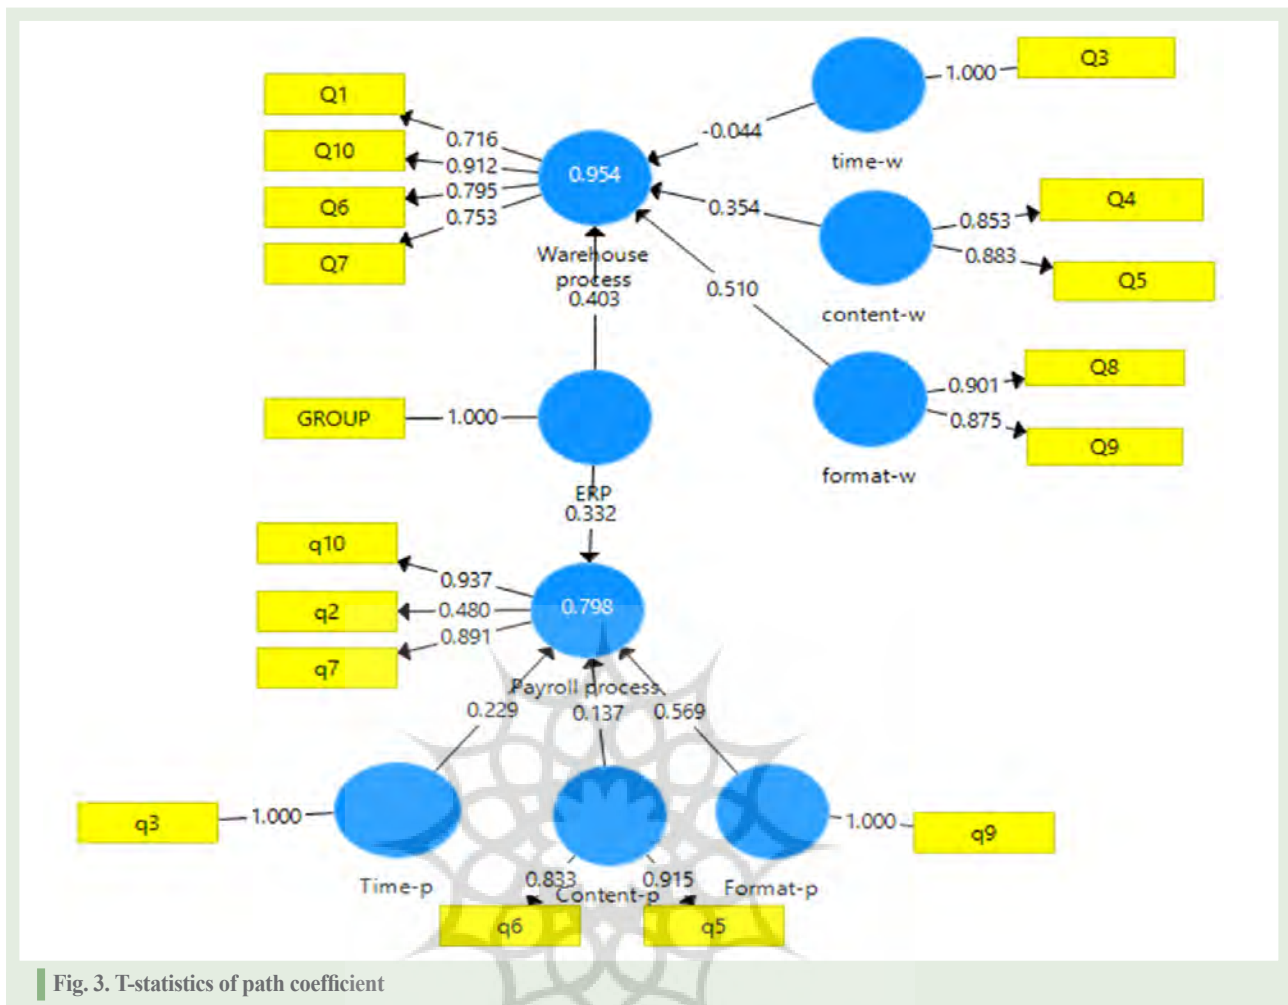 Q3
1.000
Q1
0.716
-0.044
Q10
0.912
time-w
0.954
Q6
0.795
0.354
0.853
Q4
0.753
0.883
Q7
Warehouse
process
0.403
0.510
content-w
Q5
Q8
0.901
0.875
GROUP
1.000
Q9
format-w
ERP
0.332
q10
0.937
q2
0.480
0.798
0.891
q7
Payroll process
0.229
0.137
0.569
q3
1.000
1.000
q9
Time-p
0.833
0.915
Content-p
Format-p
q6
q5
Fig. 3. T-statistics of path coefficient